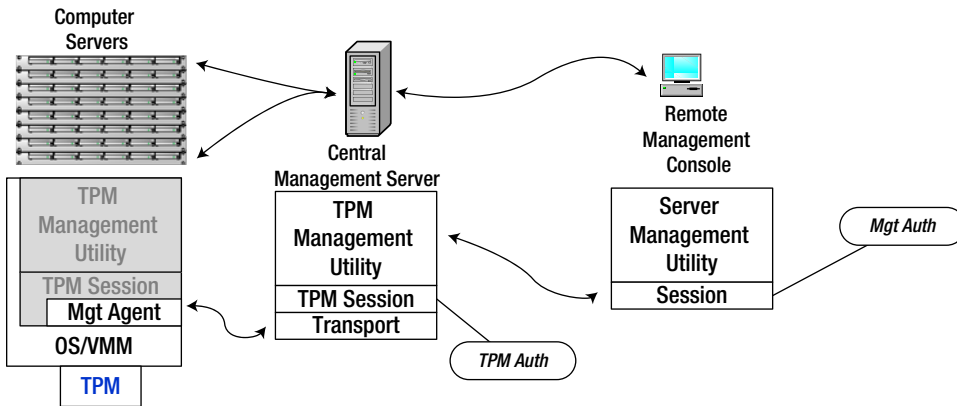 Computer
Servers
Central
Management Server
Remote
Management
Console
TPM
Management
Utility
TPM Session
Mgt Agent
OS/VMM
TPM
TPM
Management
Utility
TPM Session
Transport
TPM Auth
Server
Management
Utility
Session
Mgt Auth